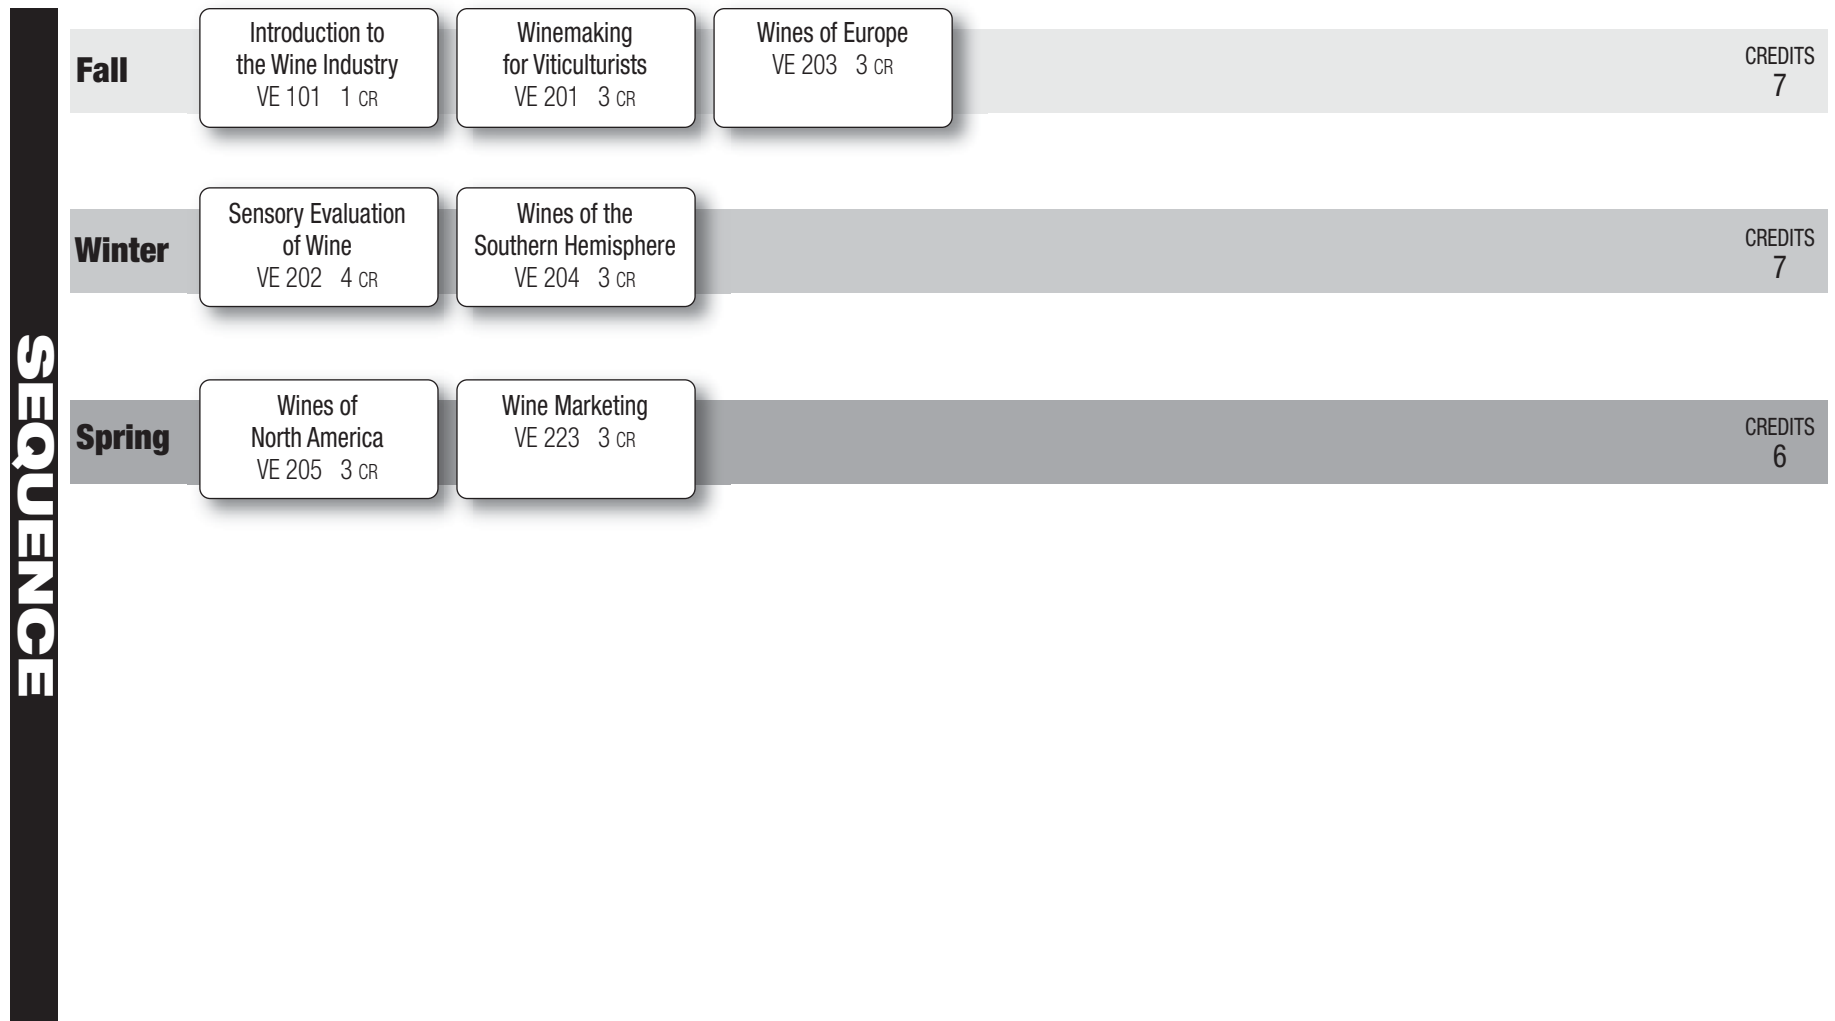 SEQUENCE
Fall
Introduction to
the Wine Industry
VE 101 1 CR
Winemaking
for Viticulturists
VE 201 3 CR
Wines of Europe
VE 203 3 CR
CREDITS
7
Winter
Sensory Evaluation
of Wine
VE 202 4 CR
Wines of the
Southern Hemisphere
VE 204 3 CR
CREDITS
7
Spring
Wines of
North America
VE 205 3 CR
Wine Marketing
VE 223 3 CR
CREDITS
6